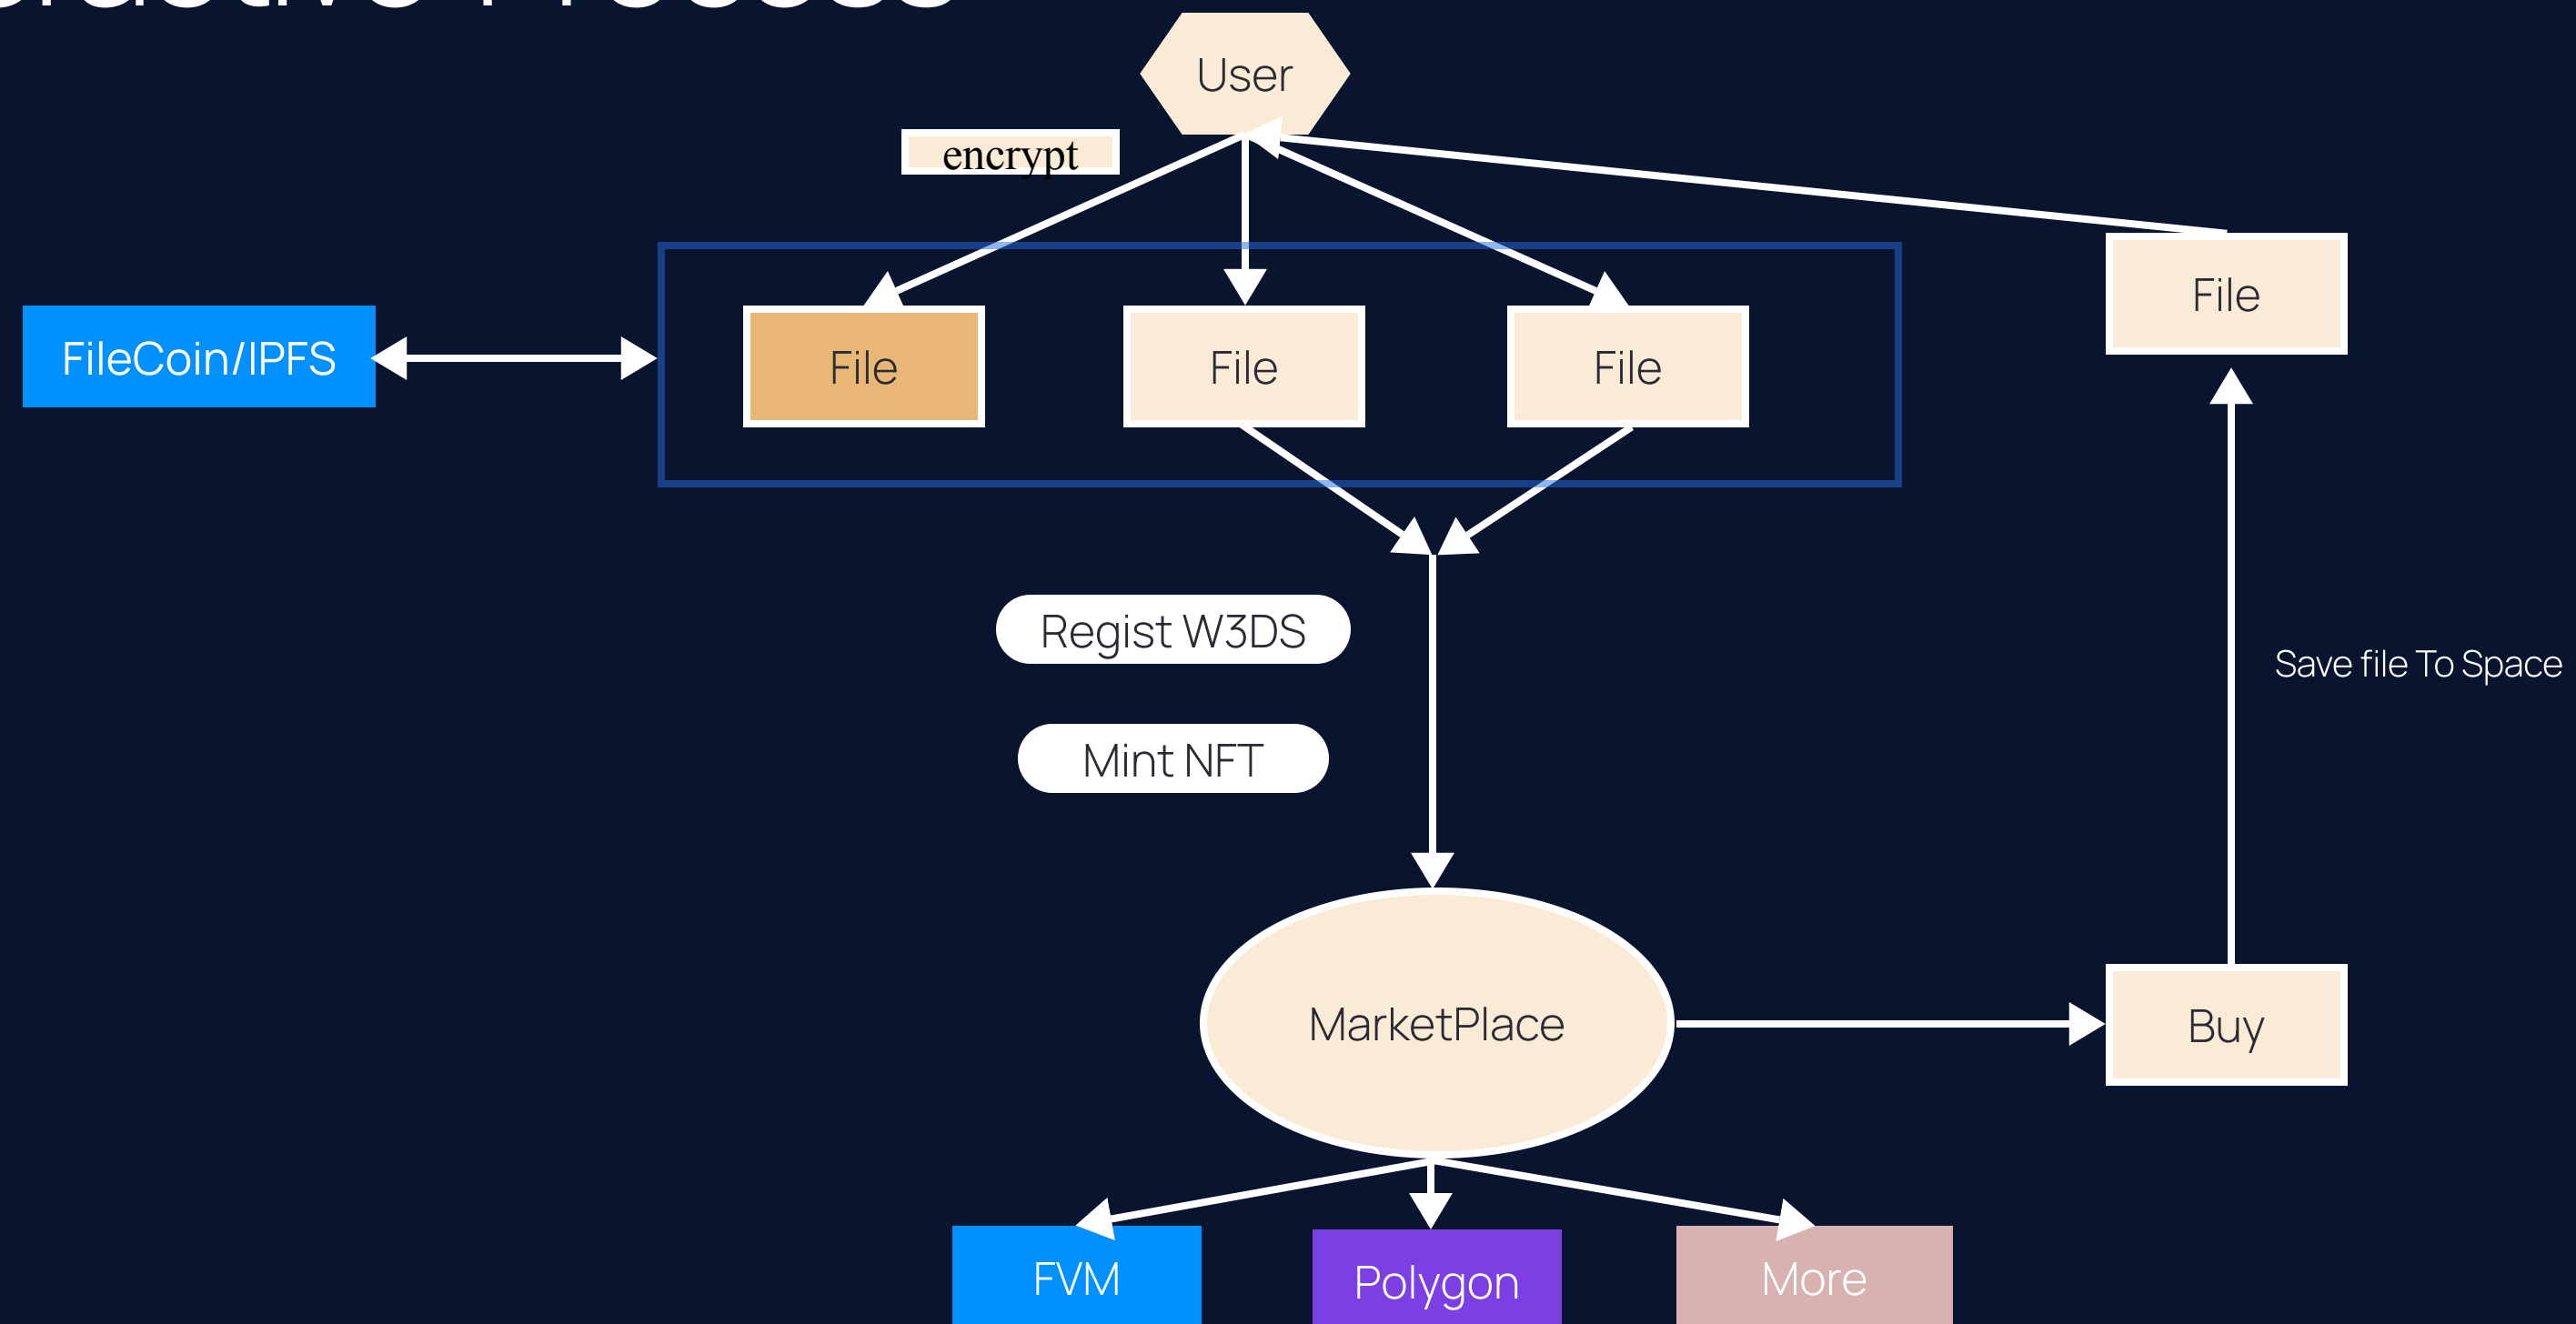 User
encrypt
File
FileCoin/IPFS
File
File
File
Regist W3DS
Save file To Space
Mint NFT
MarketPlace
Buy
FVM
Polygon
More